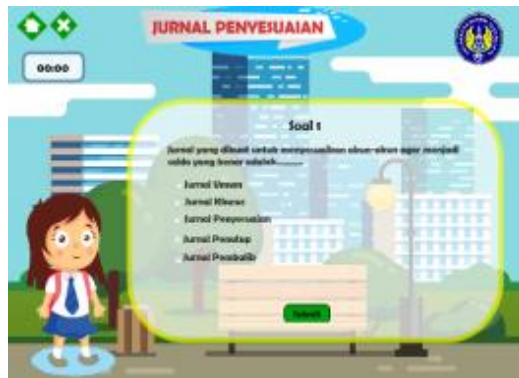 JURNAL PENYESUAIAN
00:00
Soal 1
Jurnal yang dibuat untuk menyesuaikan akun-akun agar menjadi
saldo yang benar adalah..........
Jurnal Umum
Jurnal Khusus
Jurnal Penyesuaian
Jurnal Penutup
Jurnal Pembalik
Submit